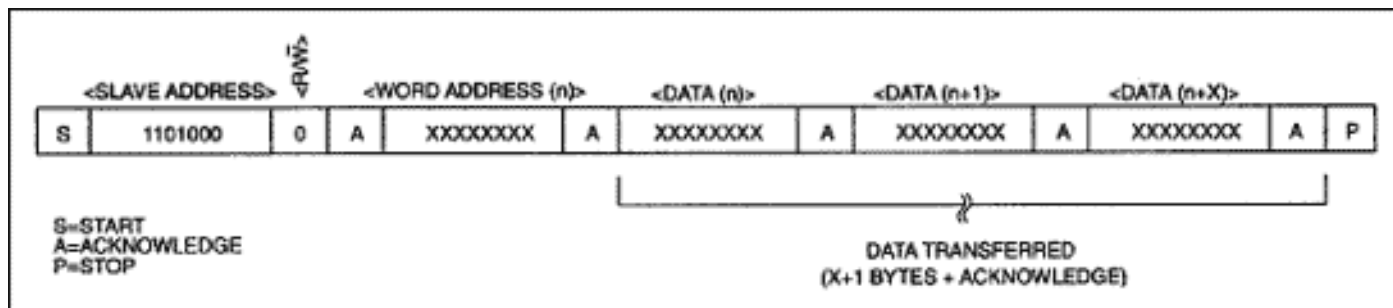 <R/W̅>
<SLAVE ADDRESS> <WORD ADDRESS (n)> <DATA (n)> <DATA (n+1)> <DATA (n+X)>
S 1101000 0 A XXXXXXXX A XXXXXXXX A XXXXXXXX A XXXXXXXX A P
S=START
A=ACKNOWLEDGE
P=STOP
DATA TRANSFERRED
(X+1 BYTES + ACKNOWLEDGE)